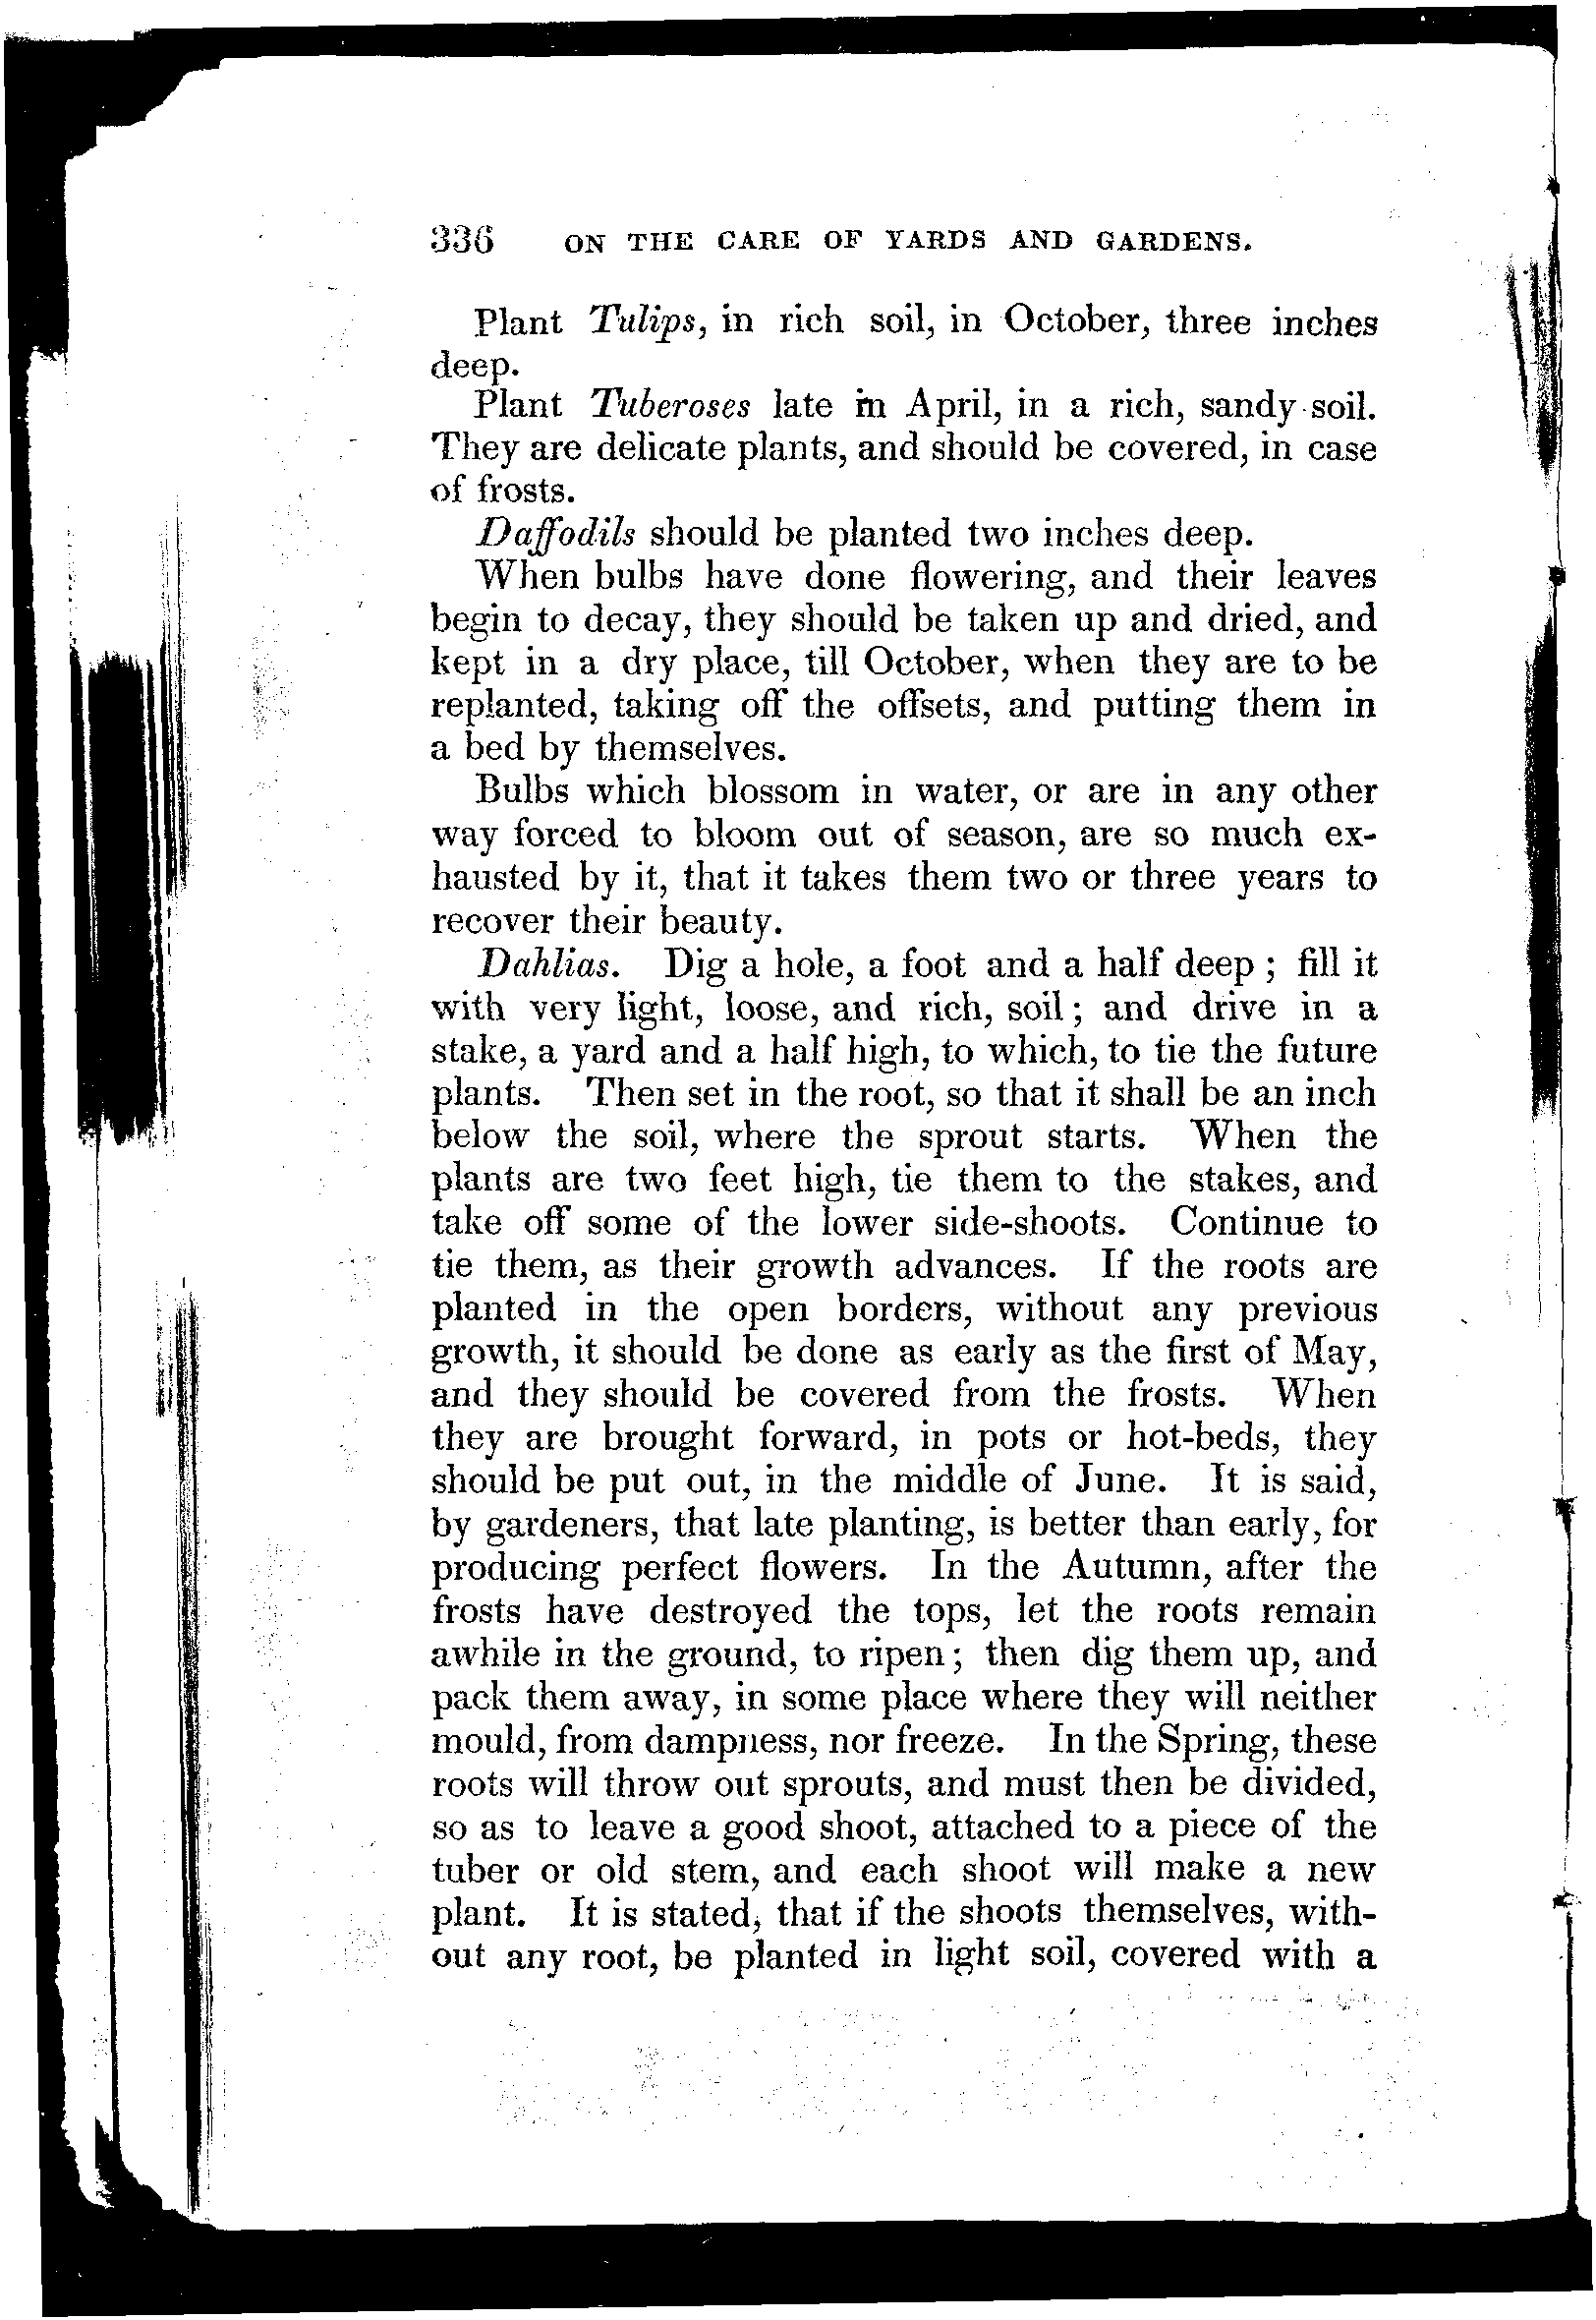 336 ON THE CARE OF YARDS AND GARDENS.
Plant Tulips, in rich soil, in October, three inches
deep.
Plant Tuberoses late in April, in a rich, sandy soil.
They are delicate plants, and should be covered, in case
of frosts.
Daffodils should be planted two inches deep.
When bulbs have done flowering, and their leaves
begin to decay, they should be taken up and dried, and
kept in a dry place, till October, when they are to be
replanted, taking off the offsets, and putting them in
a bed by themselves.
Bulbs which blossom in water, or are in any other
way forced to bloom out of season, are so much ex-
hausted by it, that it takes them two or three years to
recover their beauty.
Dahlias. Dig a hole, a foot and a half deep ; fill it
with very light, loose, and rich, soil ; and drive in a
stake, a yard and a half high, to which, to tie the future
plants. Then set in the root, so that it shall be an inch
below the soil, where the sprout starts. When the
plants are two feet high, tie them to the stakes, and
take off some of the lower side-shoots. Continue to
tie them, as their growth advances. If the roots are
planted in the open borders, without any previous
growth, it should be done as early as the first of May,
and they should be covered from the frosts. When
they are brought forward, in pots or hot-beds, they
should be put out, in the middle of June. It is said,
by gardeners, that late planting, is better than early, for
producing perfect flowers. In the Autumn, after the
frosts have destroyed the tops, let the roots remain
awhile in the ground, to ripen ; then dig them up, and
pack them away, in some place where they will neither
mould, from dampness, nor freeze. In the Spring, these
roots will throw out sprouts, and must then be divided,
so as to leave a good shoot, attached to a piece of the
tuber or old stem, and each shoot will make a new
plant. It is stated, that if the shoots themselves, with-
out any root, be planted in light soil, covered with a